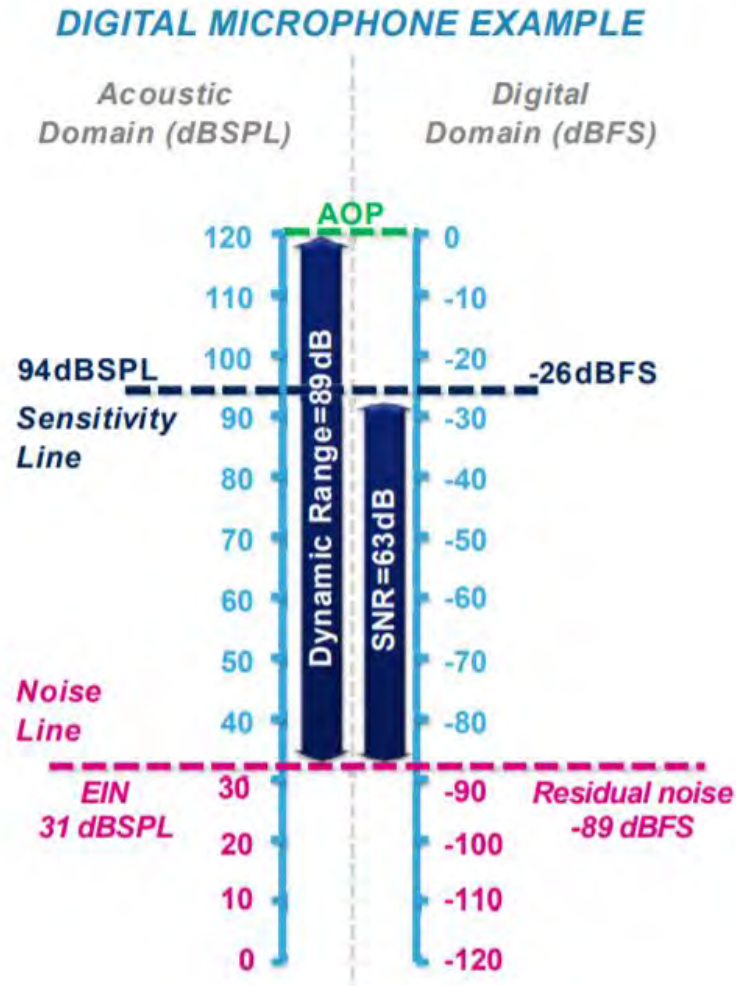 DIGITAL MICROPHONE EXAMPLE
Acoustic
Domain (dBSPL)
Digital
Domain (dBFS)
AOP
120
0
110
-10
100
-20
94dBSPL
-26dBFS
Sensitivity
Line
90
-30
80
-40
70
-50
60
-60
50
-70
40
-80
Dynamic Range=89 dB
SNR=63dB
Noise
Line
EIN
31 dBSPL
30
-90
Residual noise
-89 dBFS
20
-100
10
-110
0
-120